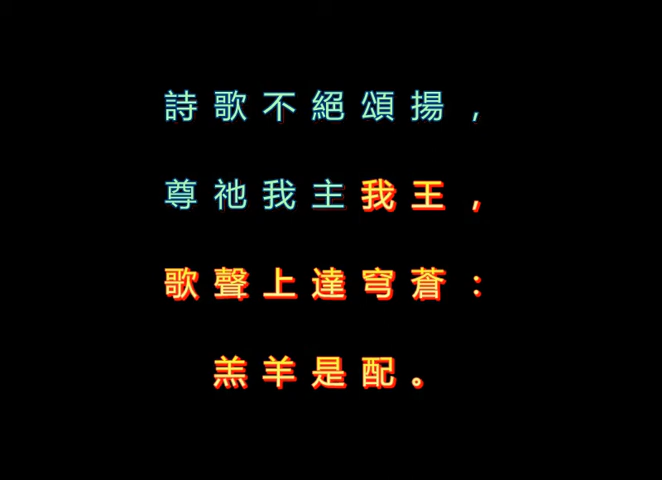 詩歌不絕頌揚，
尊祂我主我王，
歌聲上達穹蒼：
羔羊是配。